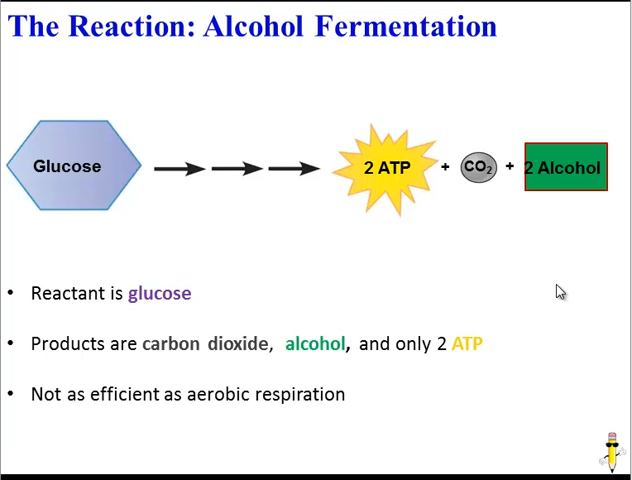 The Reaction: Alcohol Fermentation
Glucose
2 ATP
+
CO₂
+
2 Alcohol
• Reactant is glucose
• Products are carbon dioxide, alcohol, and only 2 ATP
• Not as efficient as aerobic respiration